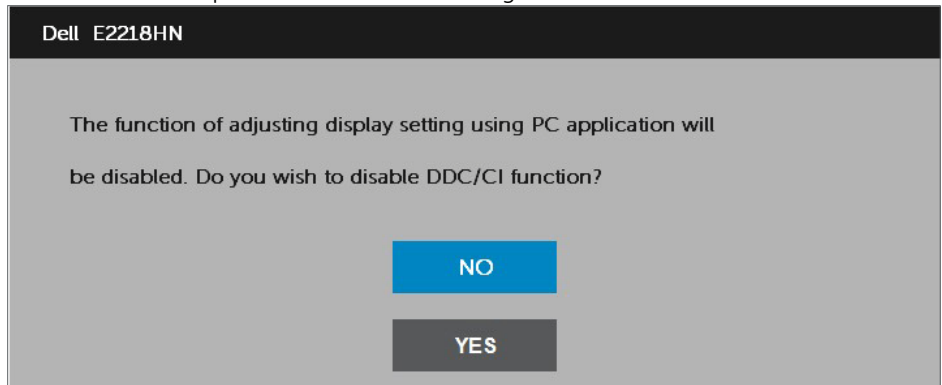 Dell E2218HN
The function of adjusting display setting using PC application will
be disabled. Do you wish to disable DDC/CI function?
NO
YES